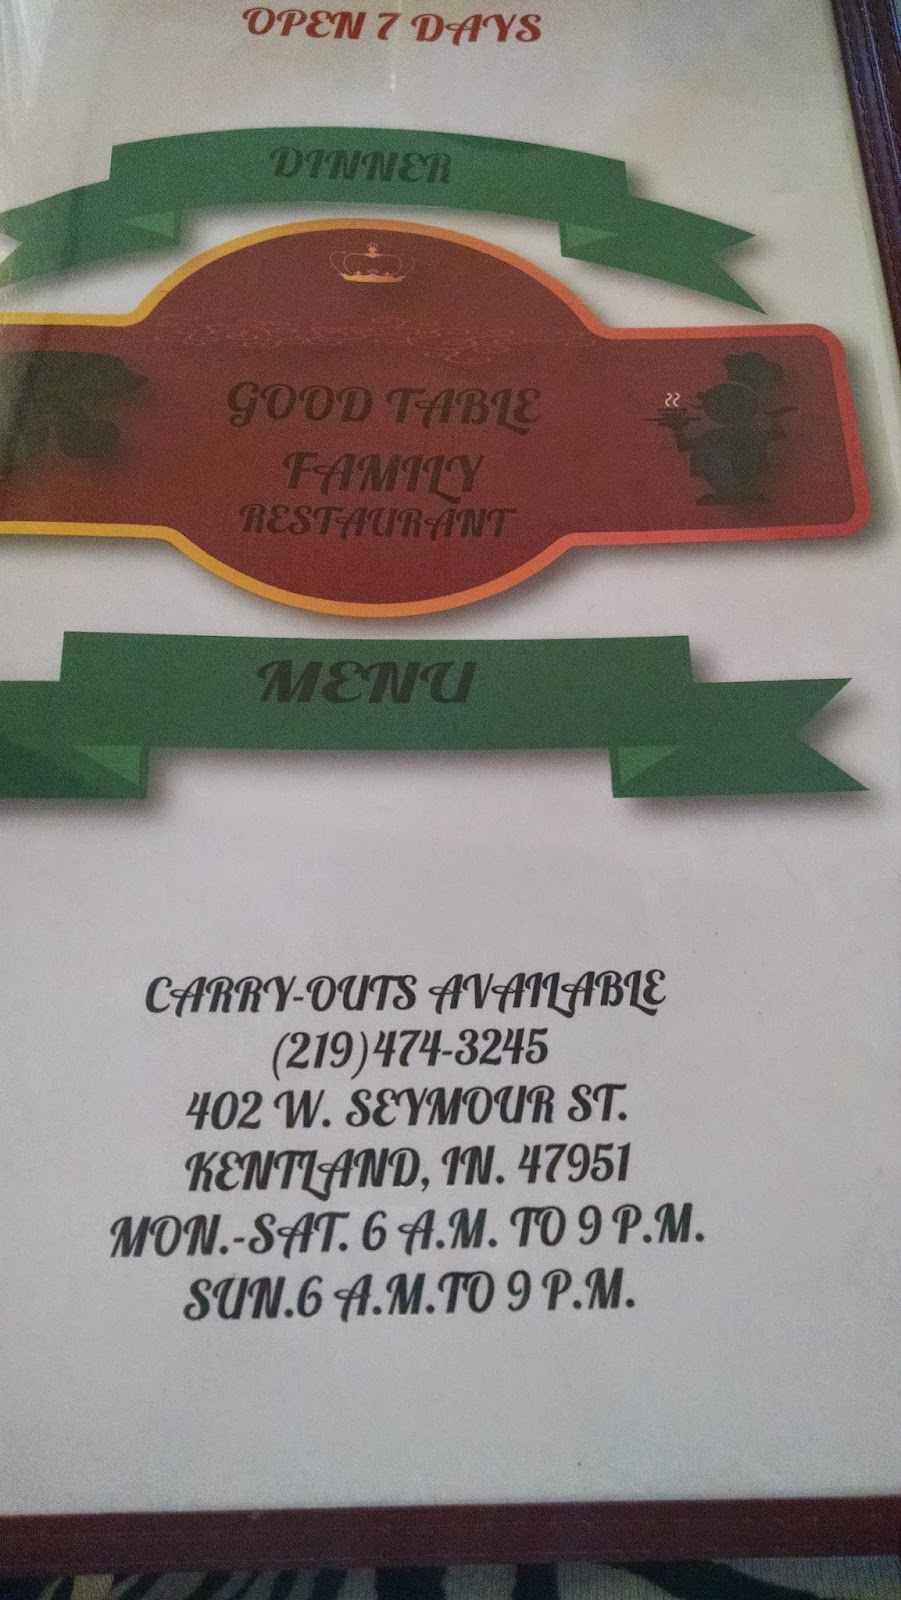 OPEN 7 DAYS
DINNER
GOOD TABLE
FAMILY
RESTAURANT
MENU
CARRY-OUTS AVAILABLE
(219)474-3245
402 W. SEYMOUR ST.
KENTLAND, IN. 47951
MON.-SAT. 6 A.M. TO 9 P.M.
SUN.6 A.M.TO 9 P.M.